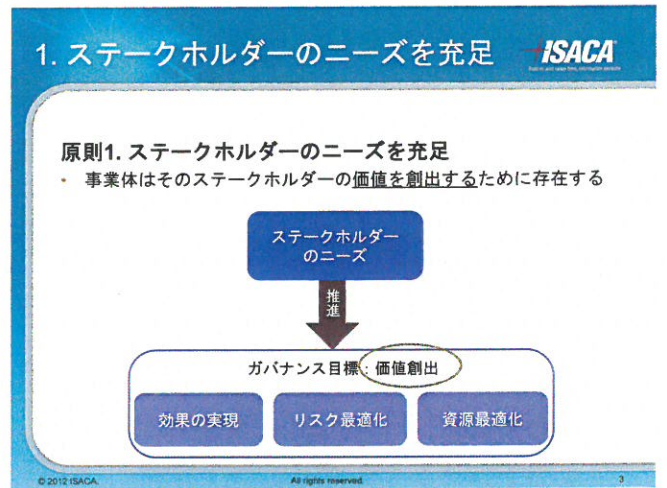 1. ステークホルダーのニーズを充足
ISACA
原則1. ステークホルダーのニーズを充足
・ 事業体はそのステークホルダーの価値を創出するために存在する
ステークホルダー
のニーズ
推進
ガバナンス目標：価値創出
効果の実現
リスク最適化
資源最適化
© 2012 ISACA.
All rights reserved.
3